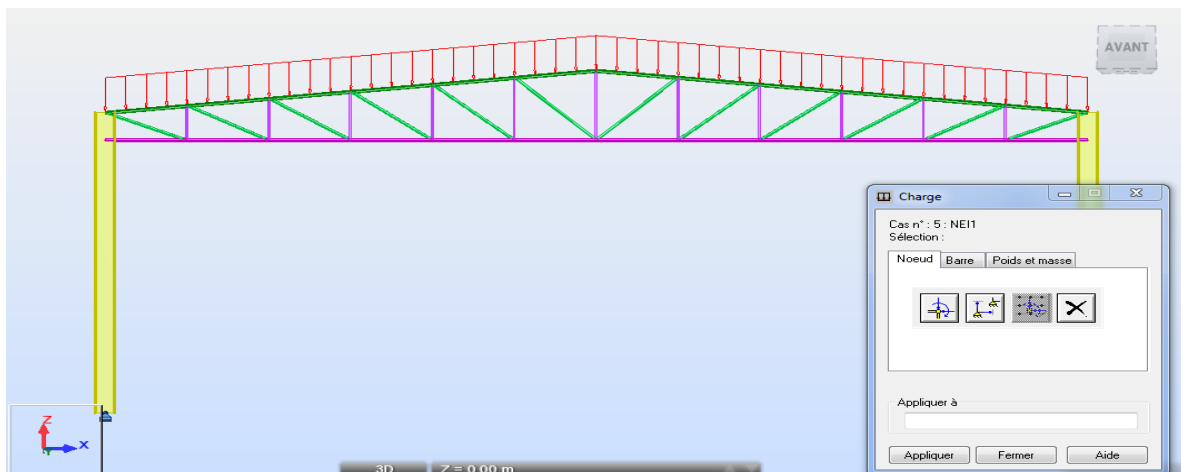 AVANT
Charge
Cas n° : 5 : NEI1
Sélection :
Noeud Barre Poids et masse
Appliquer à
Appliquer Fermer Aide
Z
X
3D Z = 0.00 m